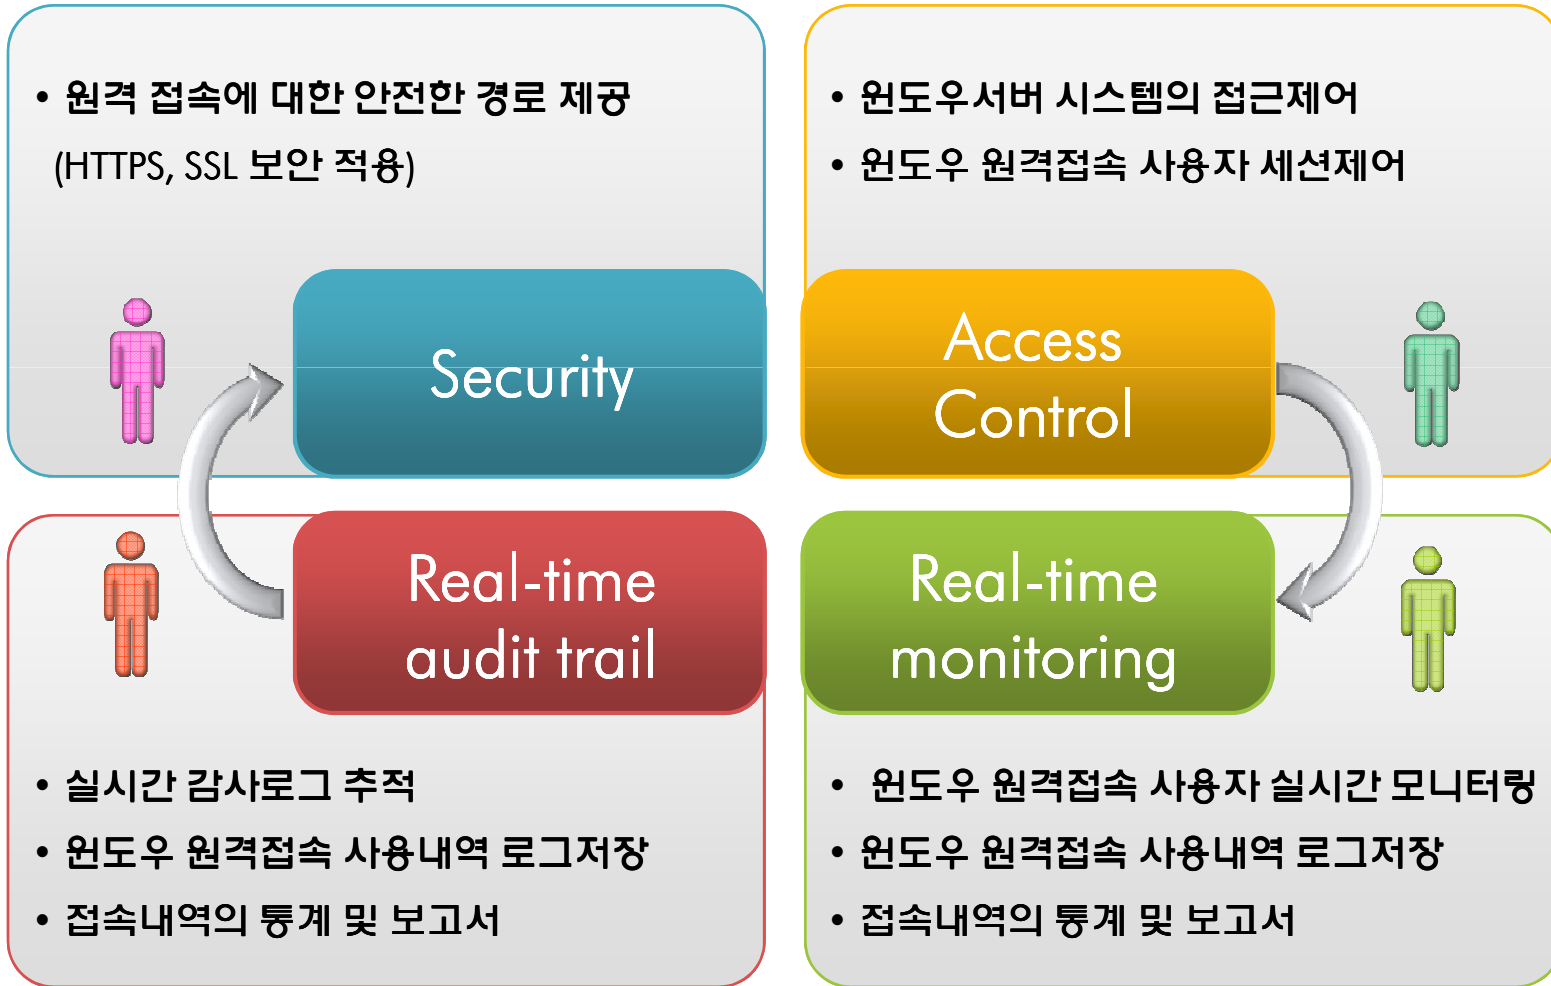 • 원격 접속에 대한 안전한 경로 제공
(HTTPS, SSL 보안 적용)
Security
• 윈도우서버 시스템의 접근제어
• 윈도우 원격접속 사용자 세션제어
Access
Control
Real-time
audit trail
• 실시간 감사로그 추적
• 윈도우 원격접속 사용내역 로그저장
• 접속내역의 통계 및 보고서
Real-time
monitoring
• 윈도우 원격접속 사용자 실시간 모니터링
• 윈도우 원격접속 사용내역 로그저장
• 접속내역의 통계 및 보고서